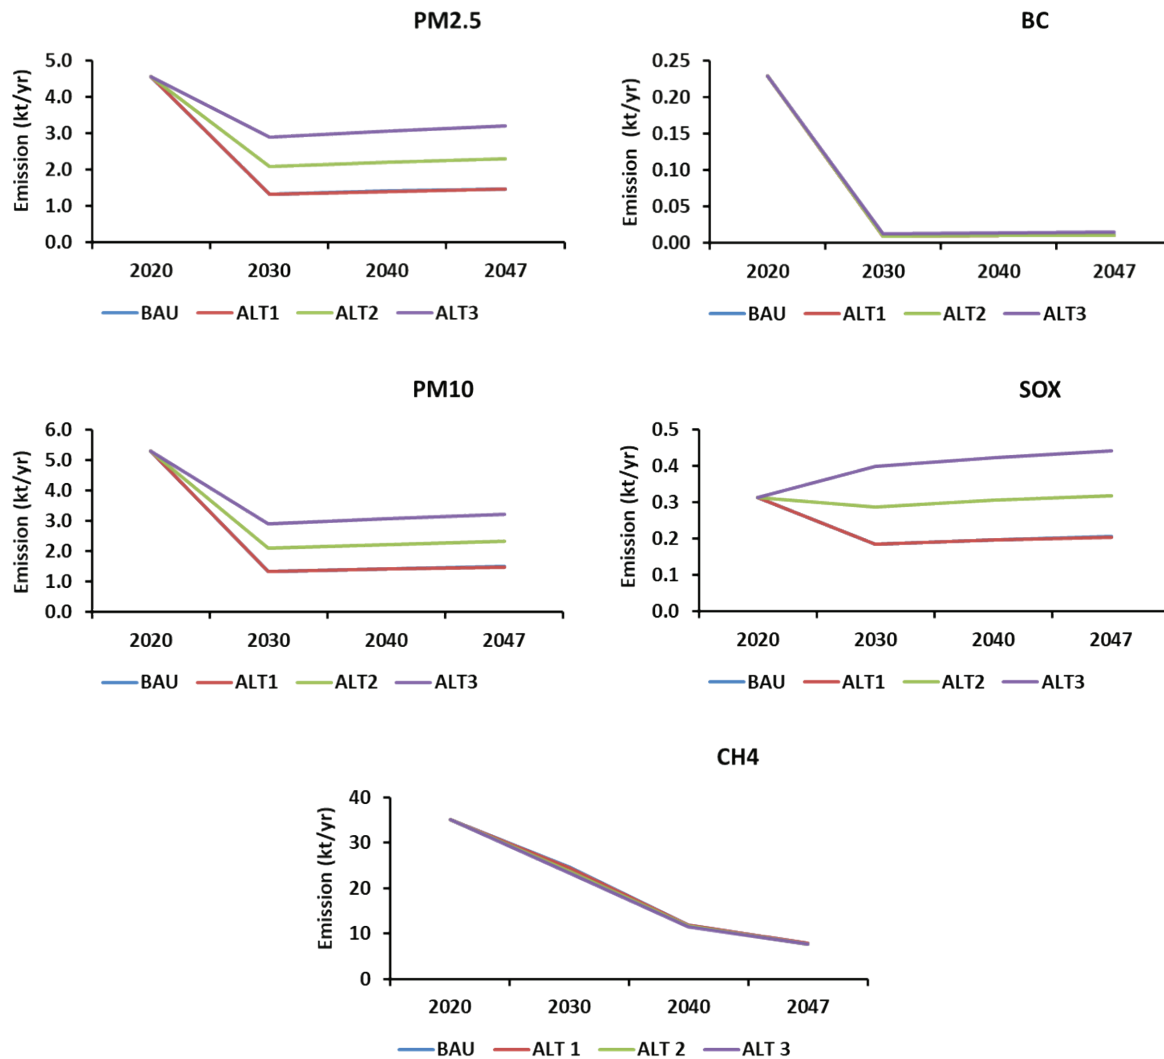 PM2.5
Emission (kt/yr)
5.0
4.0
3.0
2.0
1.0
0.0
2020 2030 2040 2047
BAU ALT1 ALT2 ALT3
BC
Emission (kt/yr)
0.25
0.20
0.15
0.10
0.05
0.00
2020 2030 2040 2047
BAU ALT1 ALT2 ALT3
PM10
Emission (kt/yr)
6.0
5.0
4.0
3.0
2.0
1.0
0.0
2020 2030 2040 2047
BAU ALT1 ALT2 ALT3
SOX
Emission (kt/yr)
0.5
0.4
0.3
0.2
0.1
0.0
2020 2030 2040 2047
BAU ALT1 ALT2 ALT3
CH4
Emission (kt/yr)
40
30
20
10
0
2020 2030 2040 2047
BAU ALT 1 ALT 2 ALT 3